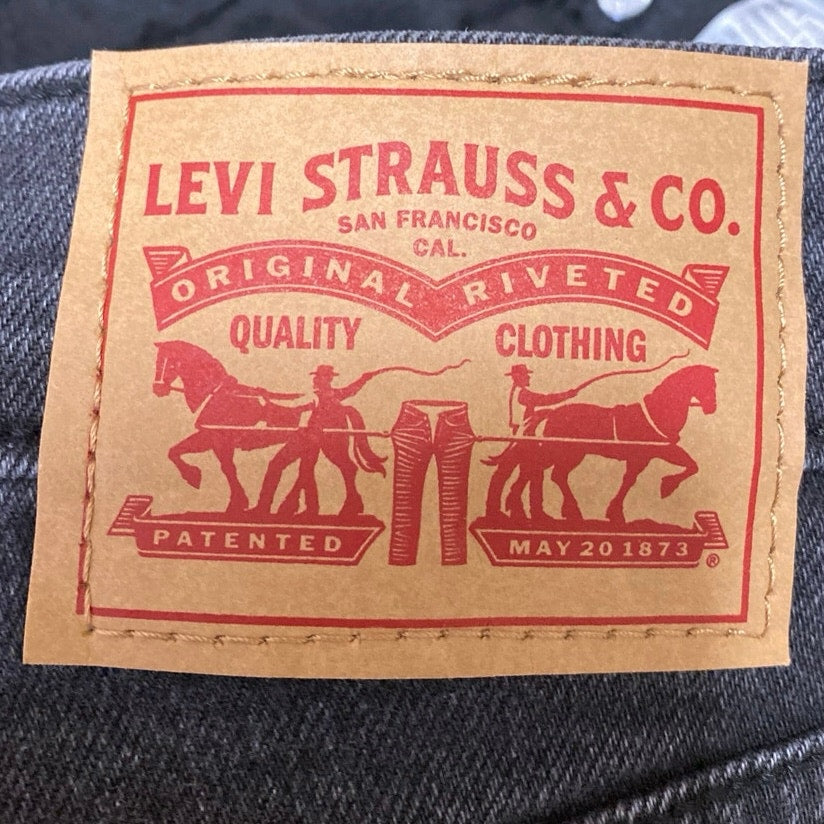 LEVI STRAUSS & CO.
SAN FRANCISCO
CAL.
ORIGINAL RIVETED
QUALITY CLOTHING
PATENTED MAY 20 1873 ®